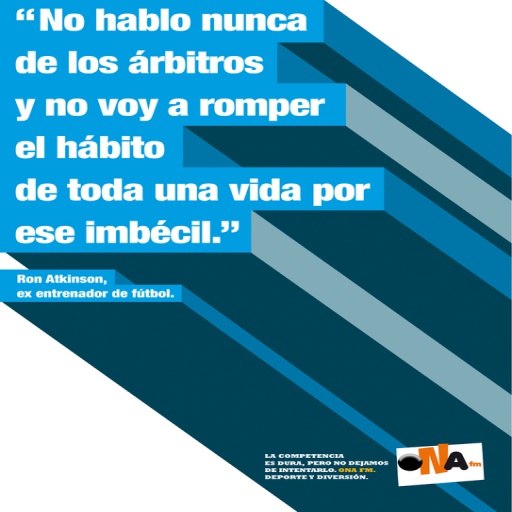 “No hablo nunca
de los árbitros
y no voy a romper
el hábito
de toda una vida por
ese imbécil.”
Ron Atkinson,
ex entrenador de fútbol.
LA COMPETENCIA
ES DURA, PERO NO DEJAMOS
DE INTENTARLO. ONA FM.
DEPORTE Y DIVERSIÓN.
ONA fm